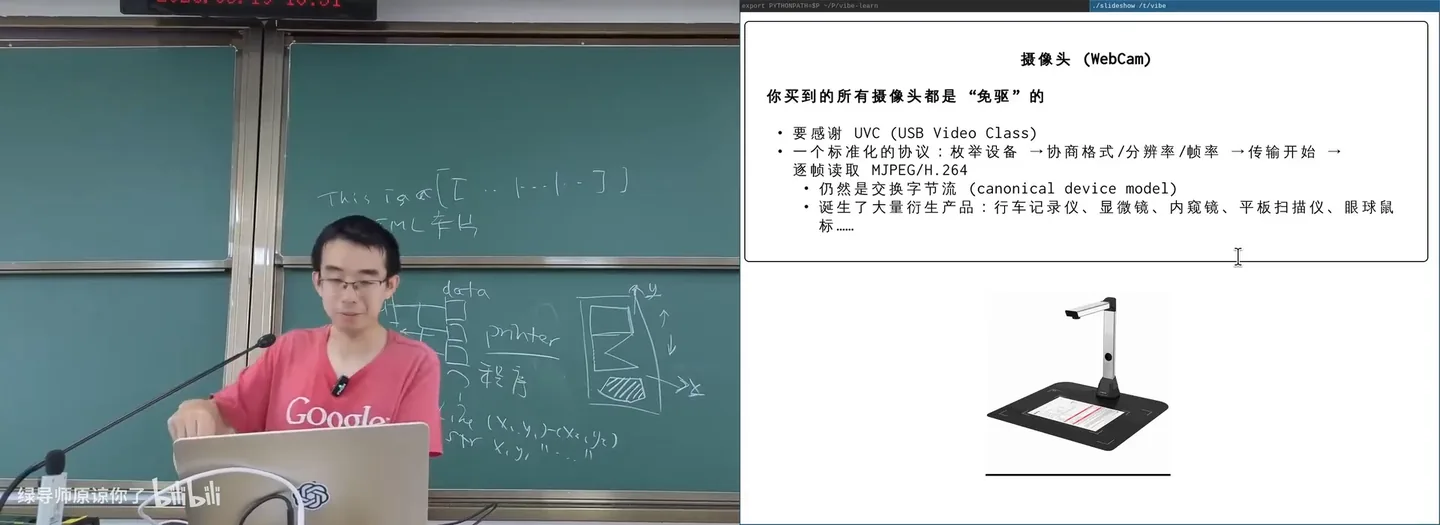 export PYTHONPATH=$P ~/P/vibe-learn
./slideshow /t/vibe
摄像头 (WebCam)
你买到的所有摄像头都是 “免驱” 的
• 要感谢 UVC (USB Video Class)
• 一个标准化的协议：枚举设备 →协商格式/分辨率/帧率 →传输开始 →
逐帧读取 MJPEG/H.264
• 仍然是交换字节流 (canonical device model)
• 诞生了大量衍生产品：行车记录仪、显微镜、内窥镜、平板扫描仪、眼球鼠
标……
data
y
printer
程序
x
Google
绿导师原谅你了 bilibili